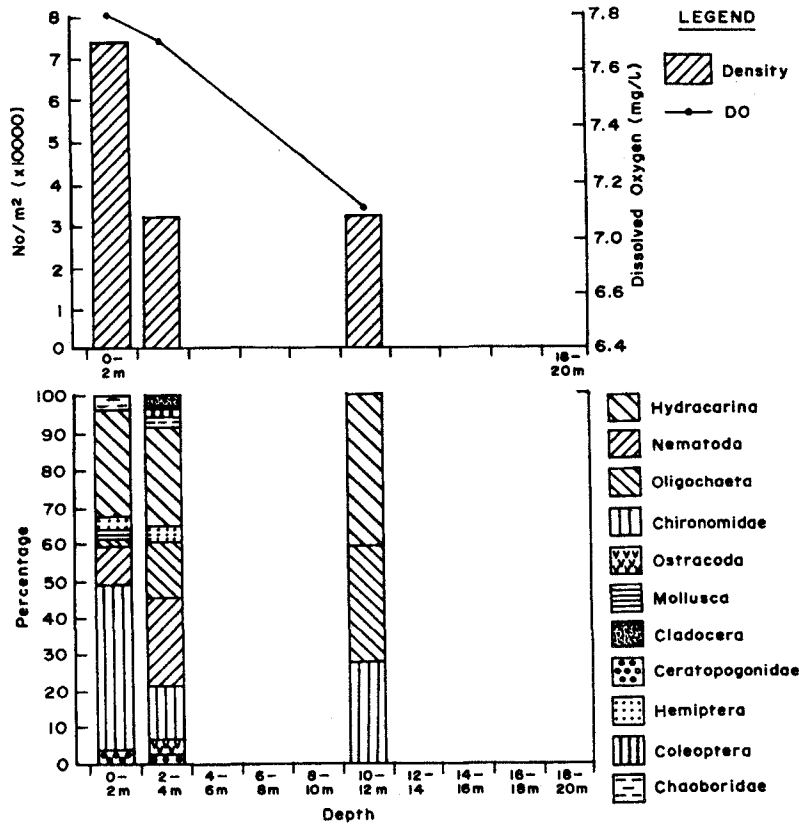 LEGEND
Density
DO
No/m² (x10000)
8
7
6
5
4
3
2
1
0
7.8
7.6
7.4
7.2
7.0
6.6
6.4
Dissolved Oxygen (mg/L)
0-
2m
18-
20m
Percentage
100
90
80
70
60
50
40
30
20
10
0
Hydracarina
Nematoda
Oligochaeta
Chironomidae
Ostracoda
Mollusca
Cladocera
Ceratopogonidae
Hemiptera
Coleoptera
Chaoboridae
0- 2- 4- 6- 8- 10- 12- 14- 16- 18-
2m 4m 6m 8m 10m 12m 14 16m 18m 20m
Depth